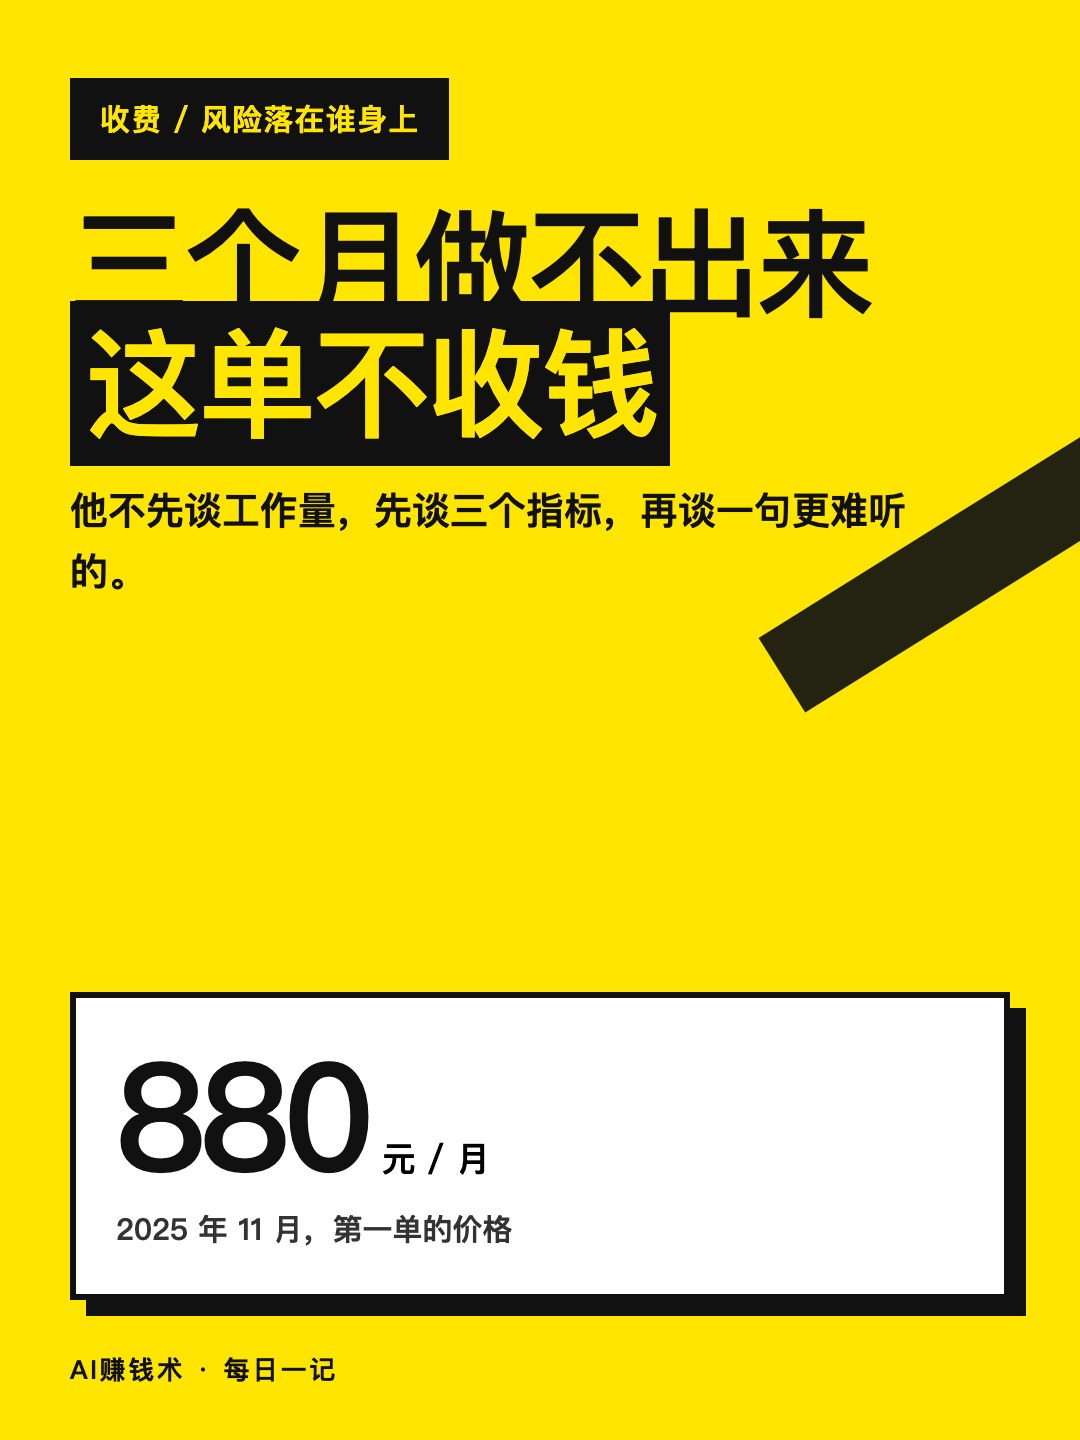 收费 / 风险落在谁身上
三个月做不出来
这单不收钱
他不先谈工作量，先谈三个指标，再谈一句更难听
的。
880 元 / 月
2025 年 11 月，第一单的价格
AI赚钱术 · 每日一记